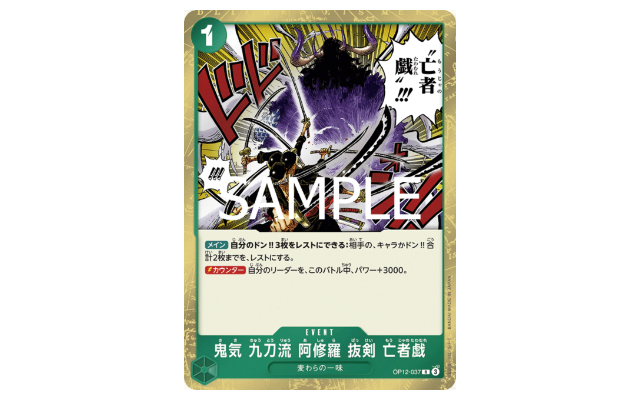 1
"亡者
戯"!!!
ドドド
!!!
SAMPLE
メイン 自分のドン!!3枚をレストにできる:相手の、キャラかドン!!合
計2枚までを、レストにする。
カウンター 自分のリーダーを、このバトル中、パワー+3000。
EVENT
鬼気 九刀流 阿修羅 抜剣 亡者戯
麦わらの一味
OP12-037 R 3